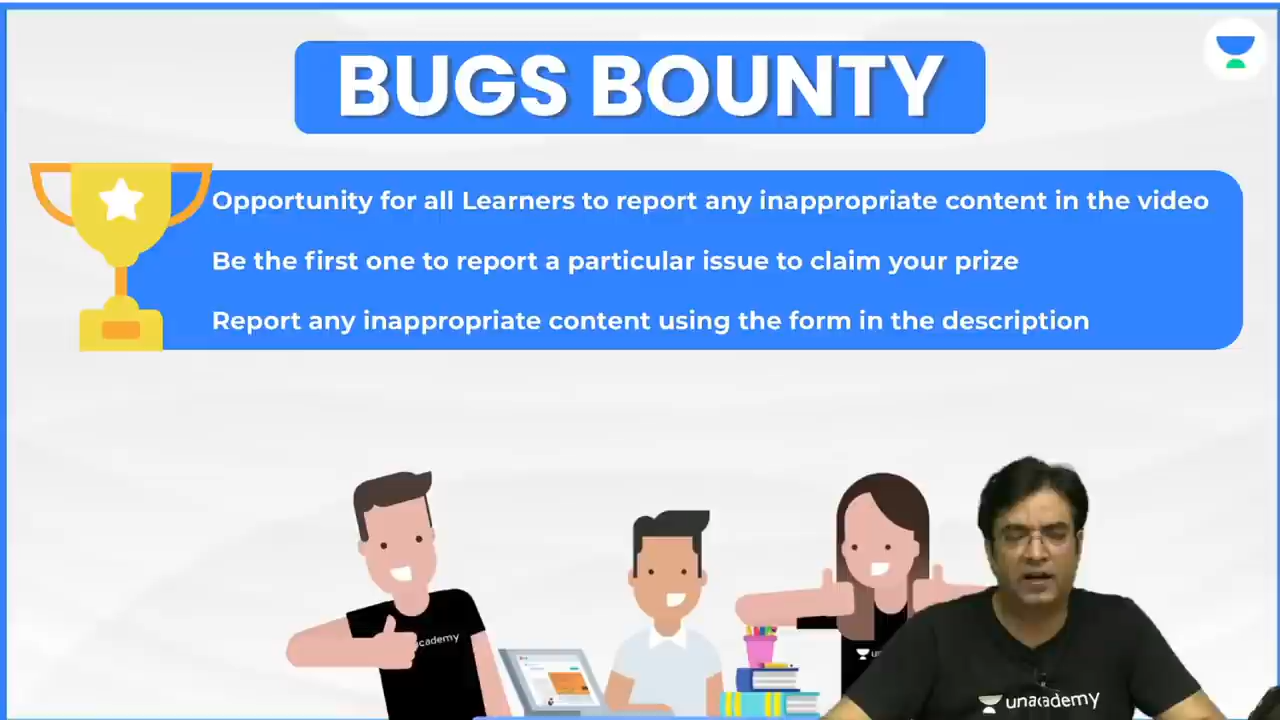 BUGS BOUNTY
Opportunity for all Learners to report any inappropriate content in the video
Be the first one to report a particular issue to claim your prize
Report any inappropriate content using the form in the description
unacademy